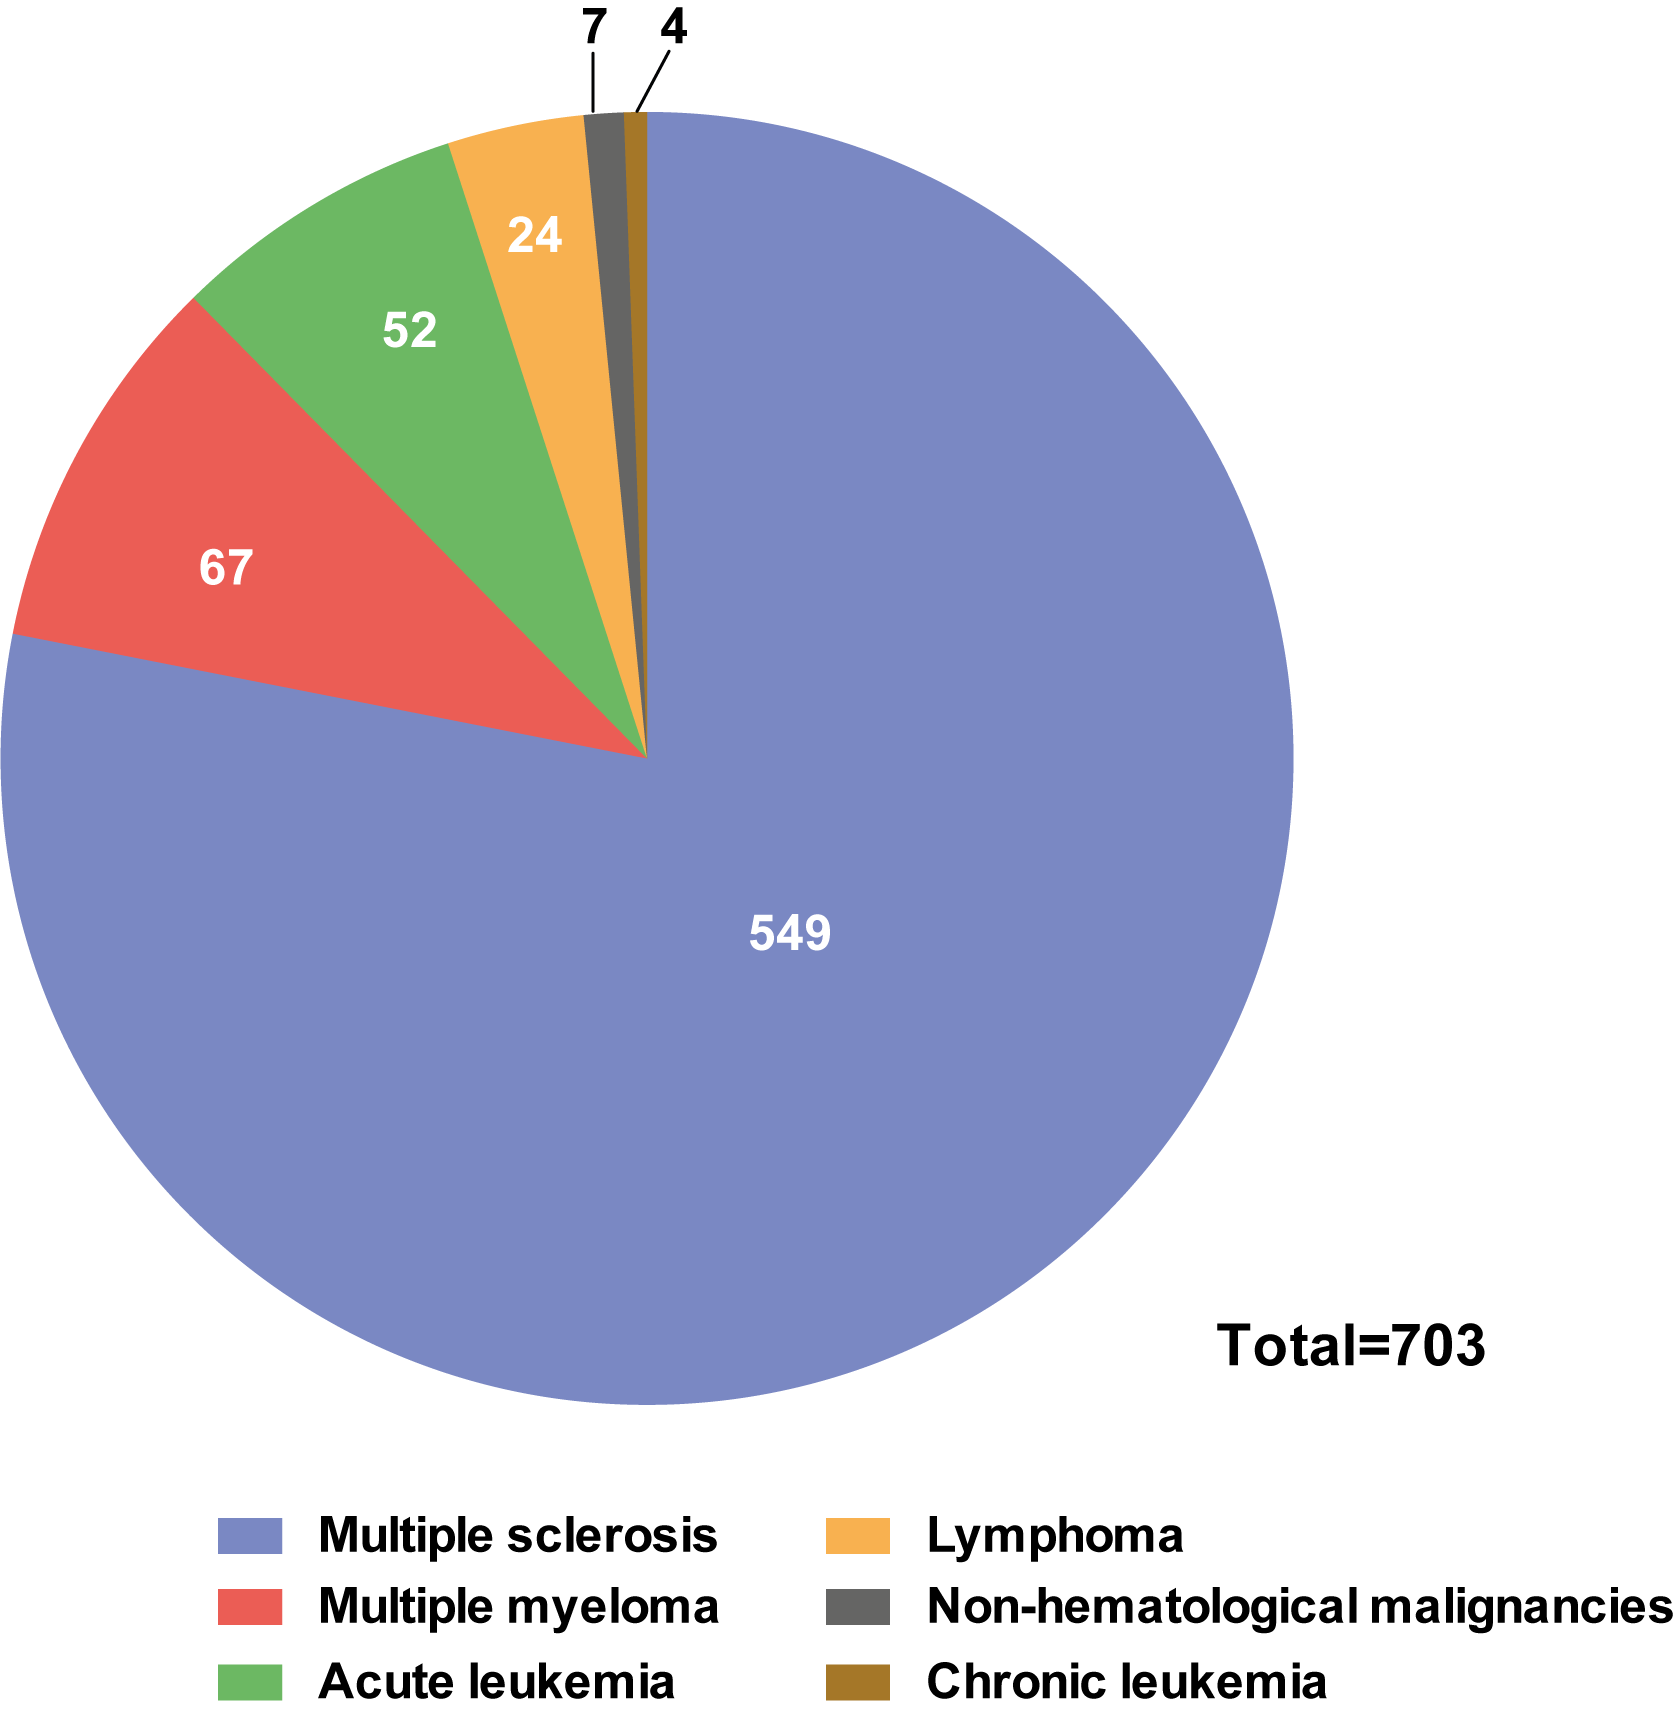 7
4
24
52
67
549
Total=703
Multiple sclerosis
Lymphoma
Multiple myeloma
Non-hematological malignancies
Acute leukemia
Chronic leukemia